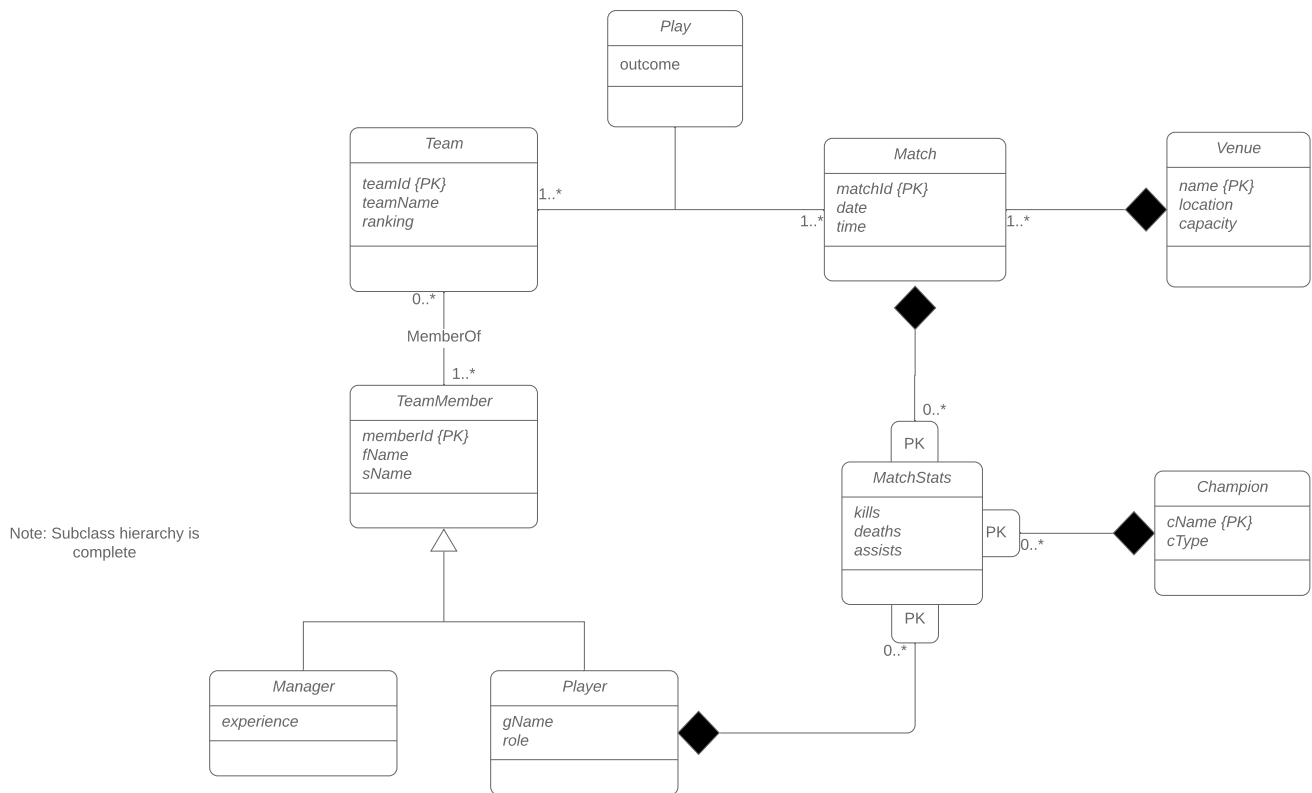 Play
outcome
Team
teamId {PK}
teamName
ranking
1..*
1..*
Match
matchId {PK}
date
time
1..*
Venue
name {PK}
location
capacity
0..*
MemberOf
1..*
TeamMember
memberId {PK}
fName
sName
0..*
PK
MatchStats
kills
deaths
assists
PK
0..*
PK
0..*
Champion
cName {PK}
cType
Note: Subclass hierarchy is
complete
Manager
experience
Player
gName
role